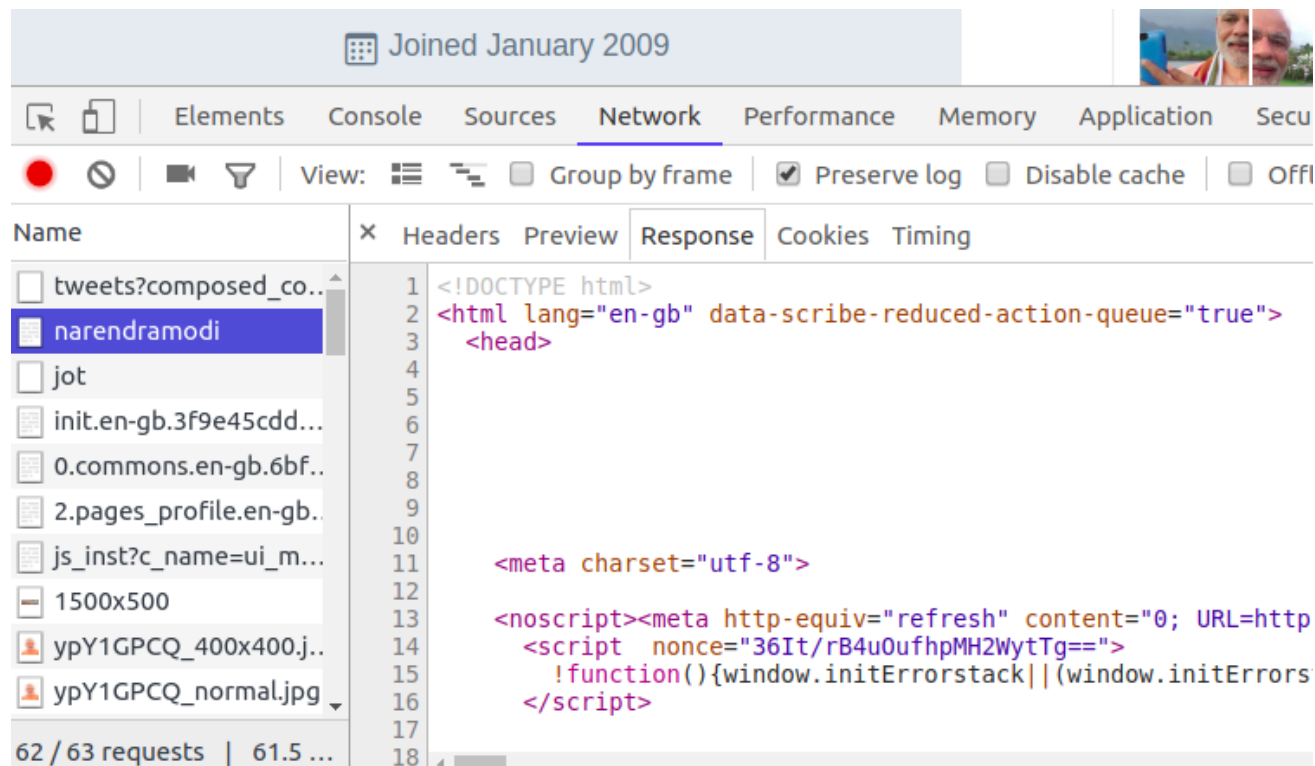 Joined January 2009
Elements Console Sources Network Performance Memory Application Secu
View: Group by frame Preserve log Disable cache Offl
Name
× Headers Preview Response Cookies Timing
tweets?composed_co..
narendramodi
jot
init.en-gb.3f9e45cdd...
0.commons.en-gb.6bf..
2.pages_profile.en-gb.
js_inst?c_name=ui_m...
1500x500
ypY1GPCQ_400x400.j..
ypY1GPCQ_normal.jpg
62 / 63 requests | 61.5 ...
1 <!DOCTYPE html>
2 <html lang="en-gb" data-scribe-reduced-action-queue="true">
3 <head>
4
5
6
7
8
9
10
11 <meta charset="utf-8">
12
13 <noscript><meta http-equiv="refresh" content="0; URL=http
14 <script  nonce="36It/rB4uOufhpMH2WytTg==">
15 !function(){window.initErrorstack||(window.initErrors
16 </script>
17
18